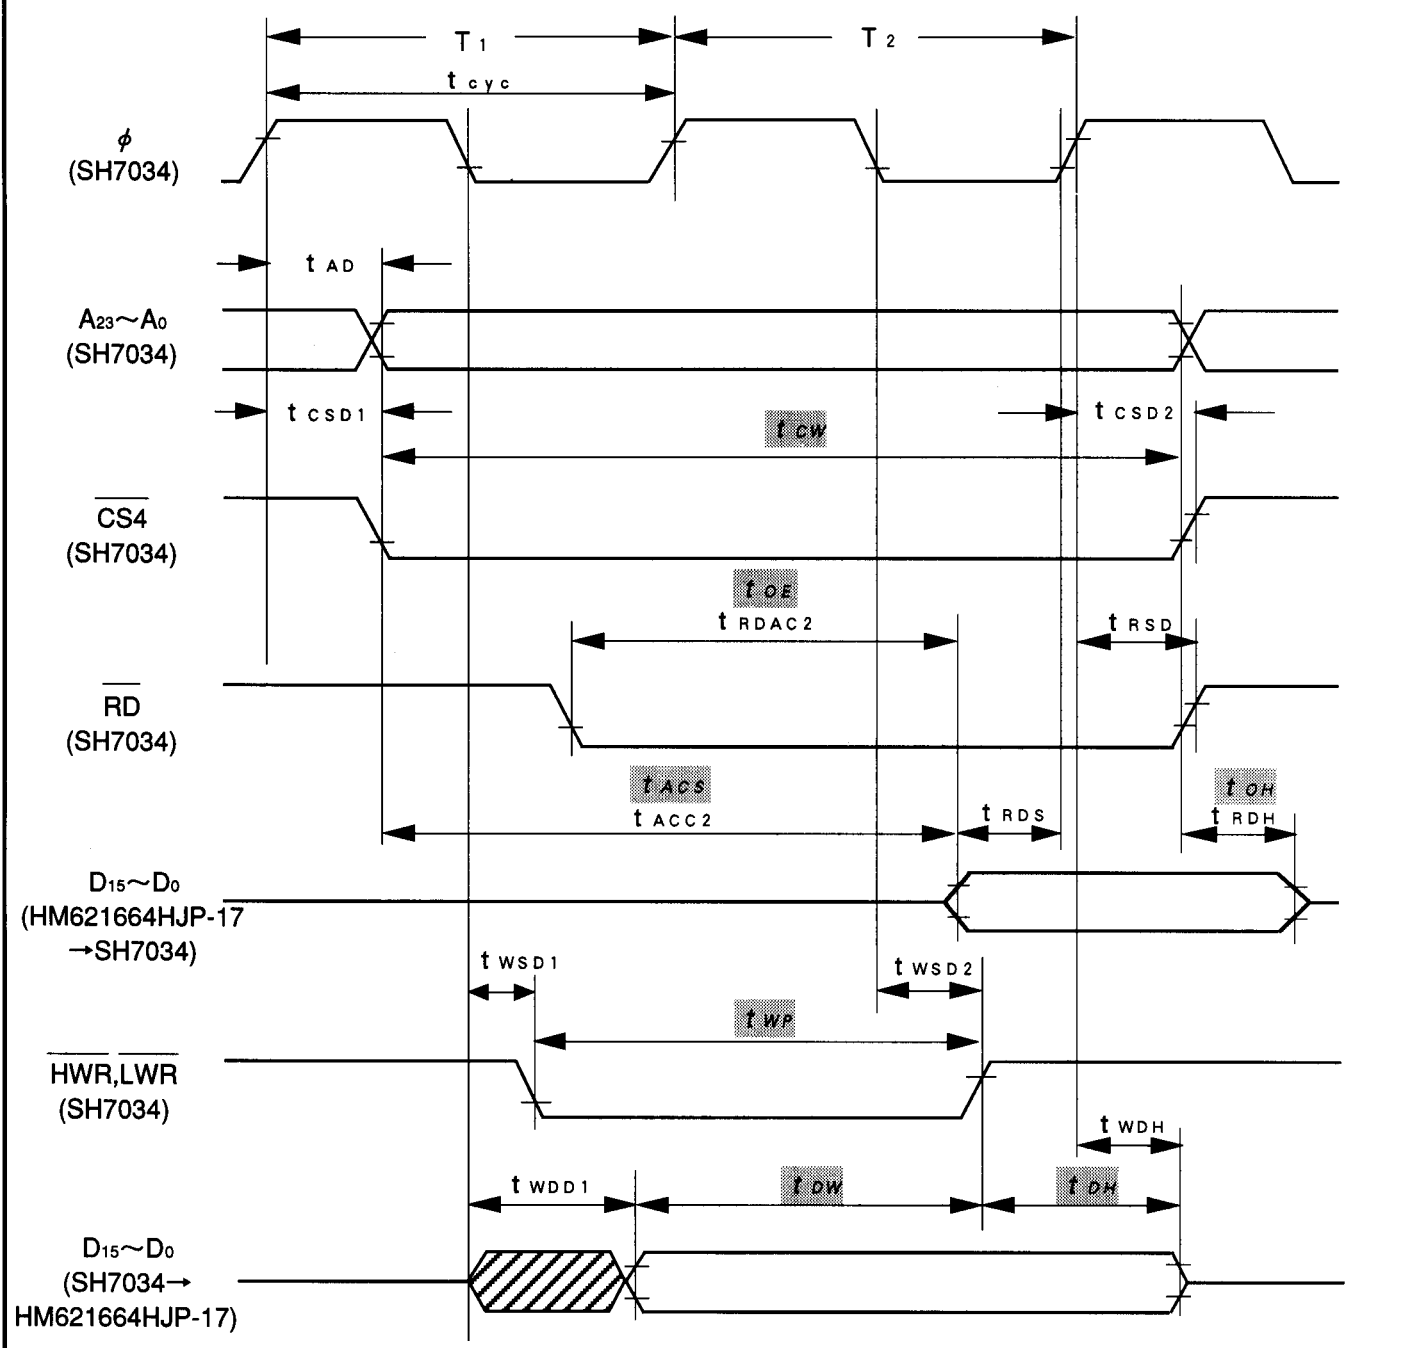 T1
T2
tcyc
ϕ
(SH7034)
tAD
A23～A0
(SH7034)
tCSD1
tCSD2
tCW
CS4
(SH7034)
tOE
tRDAC2
tRSD
RD
(SH7034)
tACS
tACC2
tRDS
tOH
tRDH
D15～D0
(HM621664HJP-17
→SH7034)
tWSD1
tWSD2
tWP
HWR,LWR
(SH7034)
tWDH
tWDD1
tDW
tDH
D15～D0
(SH7034→
HM621664HJP-17)